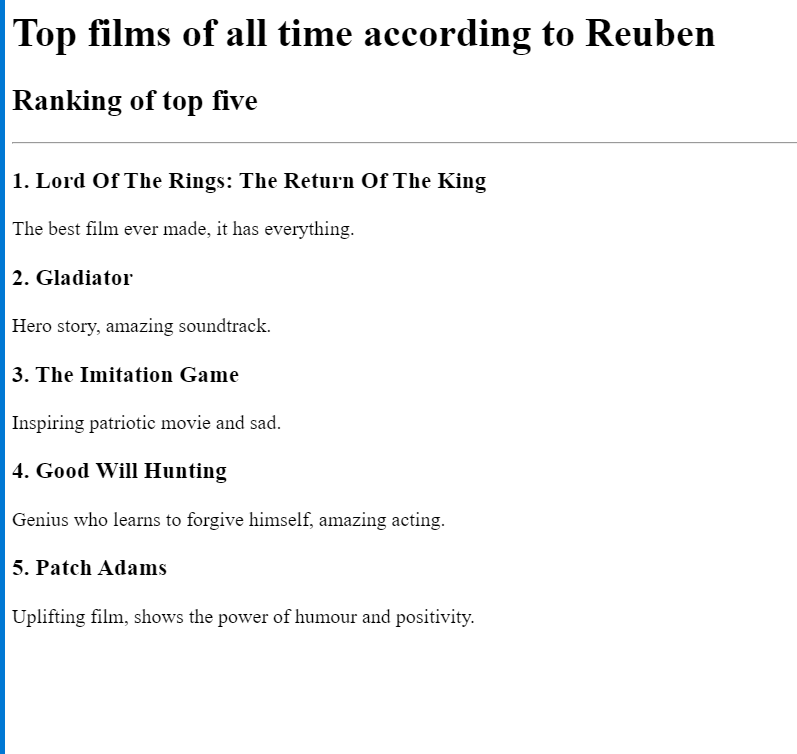 Top films of all time according to Reuben
Ranking of top five
1. Lord Of The Rings: The Return Of The King
The best film ever made, it has everything.
2. Gladiator
Hero story, amazing soundtrack.
3. The Imitation Game
Inspiring patriotic movie and sad.
4. Good Will Hunting
Genius who learns to forgive himself, amazing acting.
5. Patch Adams
Uplifting film, shows the power of humour and positivity.